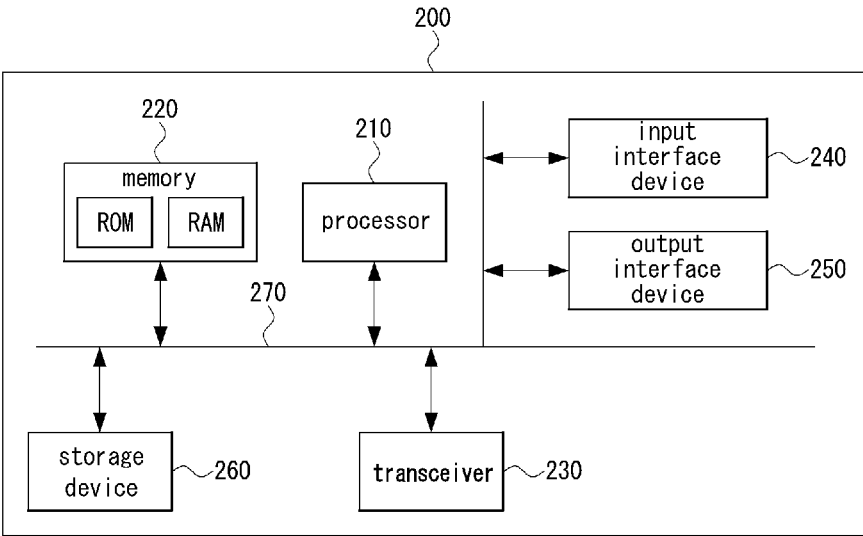 200
220
210
memory
ROM
RAM
processor
input
interface
device
240
output
interface
device
250
270
storage
device
260
transceiver
230